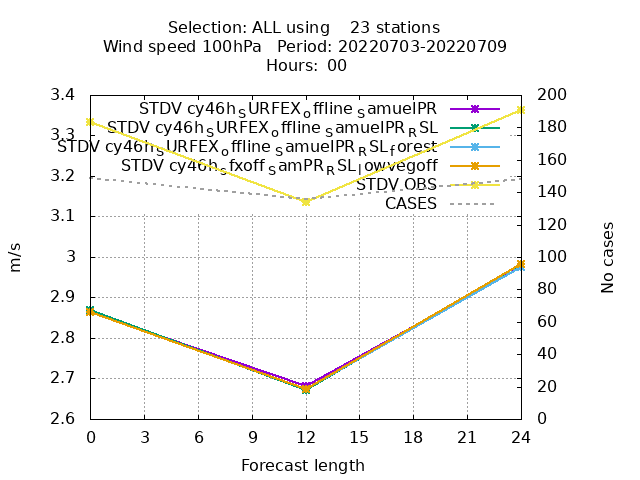 Selection: ALL using 23 stations
Wind speed 100hPa Period: 20220703-20220709
Hours: 00
3.4
3.3
3.2
3.1
3
2.9
2.8
2.7
2.6
m/s
STDV cy46h_SURFEX_offline_SamuelPR
STDV cy46h_SURFEX_offline_SamuelPR_RSL
STDV cy46h_SURFEX_offline_SamuelPR_RSL_forest
STDV cy46h_sfxoff_SamPR_RSL_lowvegoff
STDV OBS
CASES
200
180
160
140
120
100
80
60
40
20
0
No cases
0 3 6 9 12 15 18 21 24
Forecast length